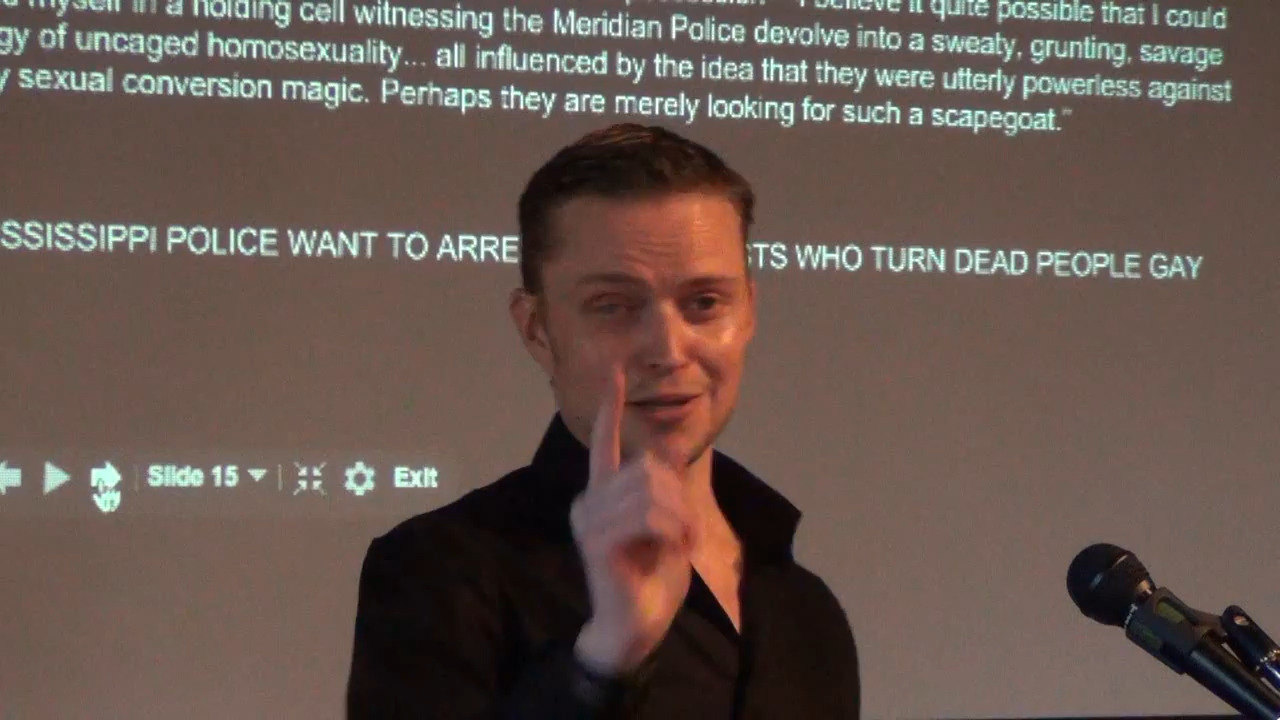 myself in a holding cell witnessing the Meridian Police devolve into a sweaty, grunting, savage
gy of uncaged homosexuality... all influenced by the idea that they were utterly powerless against
y sexual conversion magic. Perhaps they are merely looking for such a scapegoat."
SSISSIPPI POLICE WANT TO ARRE TS WHO TURN DEAD PEOPLE GAY
Slide 15 Exit